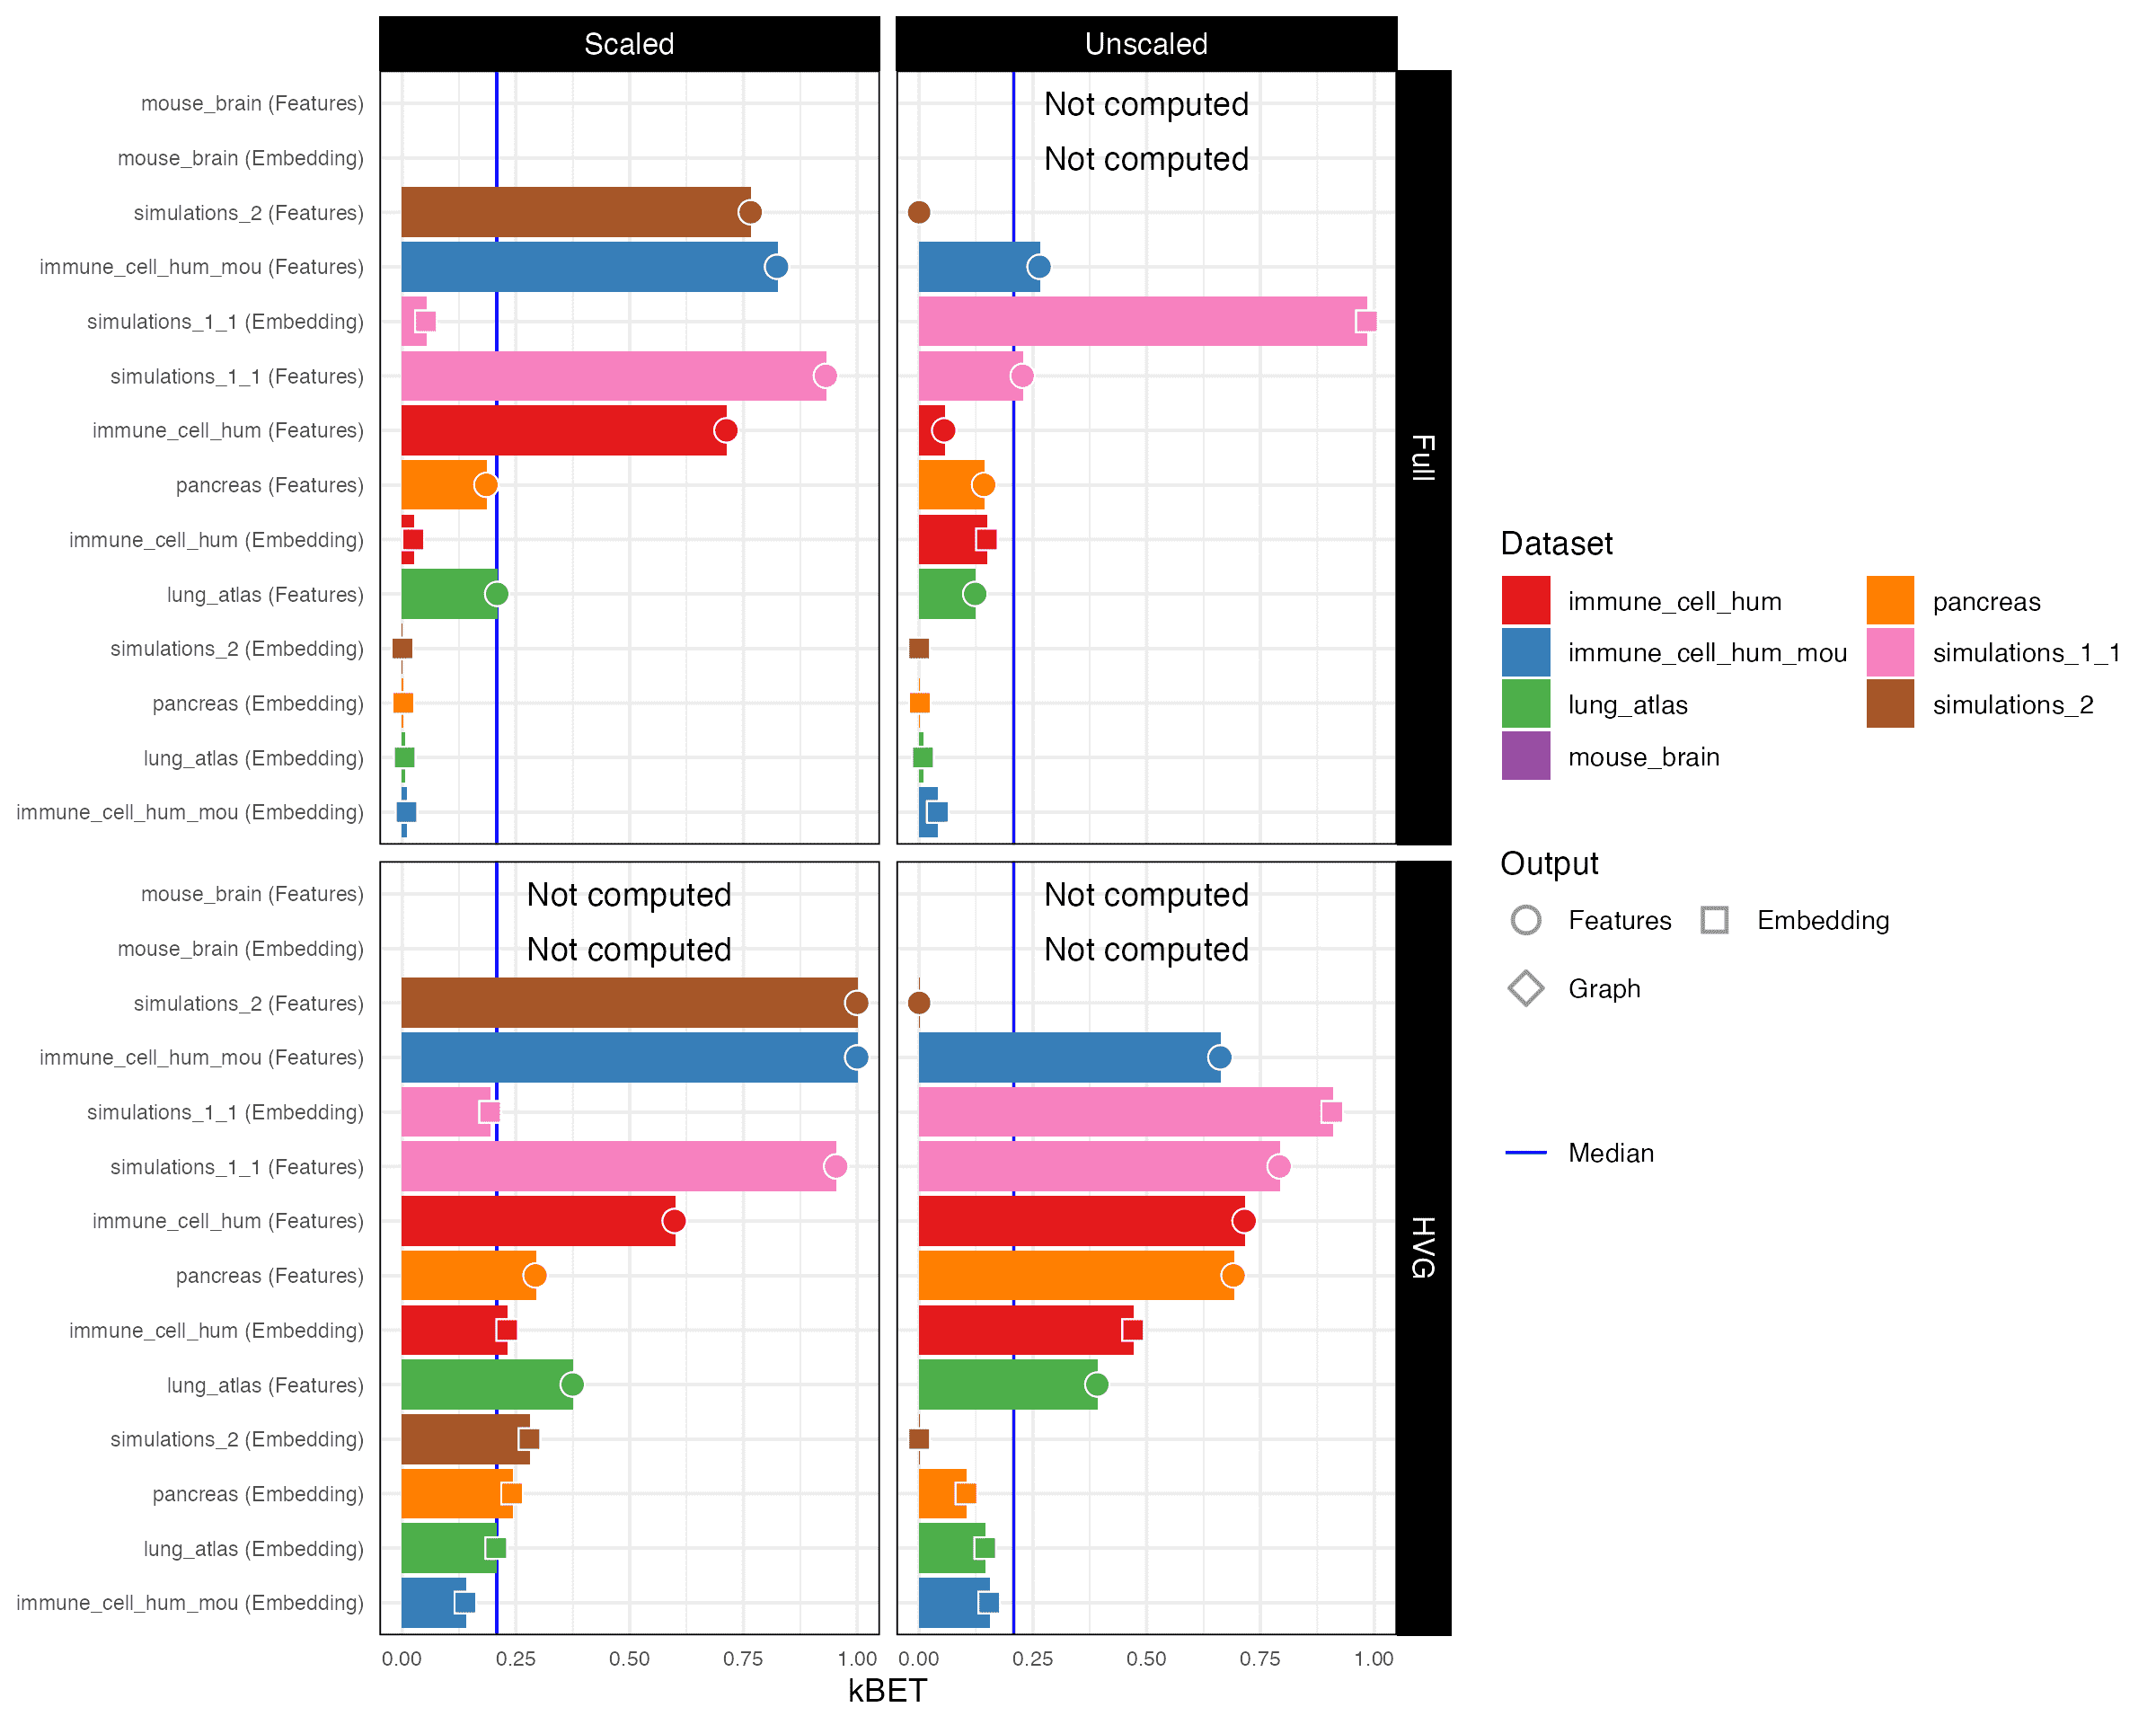 Scaled
Unscaled
mouse_brain (Features)
Not computed
mouse_brain (Embedding)
Not computed
simulations_2 (Features)
immune_cell_hum_mou (Features)
simulations_1_1 (Embedding)
simulations_1_1 (Features)
immune_cell_hum (Features)
pancreas (Features)
immune_cell_hum (Embedding)
lung_atlas (Features)
simulations_2 (Embedding)
pancreas (Embedding)
lung_atlas (Embedding)
immune_cell_hum_mou (Embedding)
Full
mouse_brain (Features)
Not computed
Not computed
mouse_brain (Embedding)
Not computed
Not computed
simulations_2 (Features)
immune_cell_hum_mou (Features)
simulations_1_1 (Embedding)
simulations_1_1 (Features)
immune_cell_hum (Features)
pancreas (Features)
immune_cell_hum (Embedding)
lung_atlas (Features)
simulations_2 (Embedding)
pancreas (Embedding)
lung_atlas (Embedding)
immune_cell_hum_mou (Embedding)
HVG
0.00 0.25 0.50 0.75 1.00
0.00 0.25 0.50 0.75 1.00
kBET
Dataset
immune_cell_hum
immune_cell_hum_mou
lung_atlas
mouse_brain
pancreas
simulations_1_1
simulations_2
Output
Features
Embedding
Graph
Median